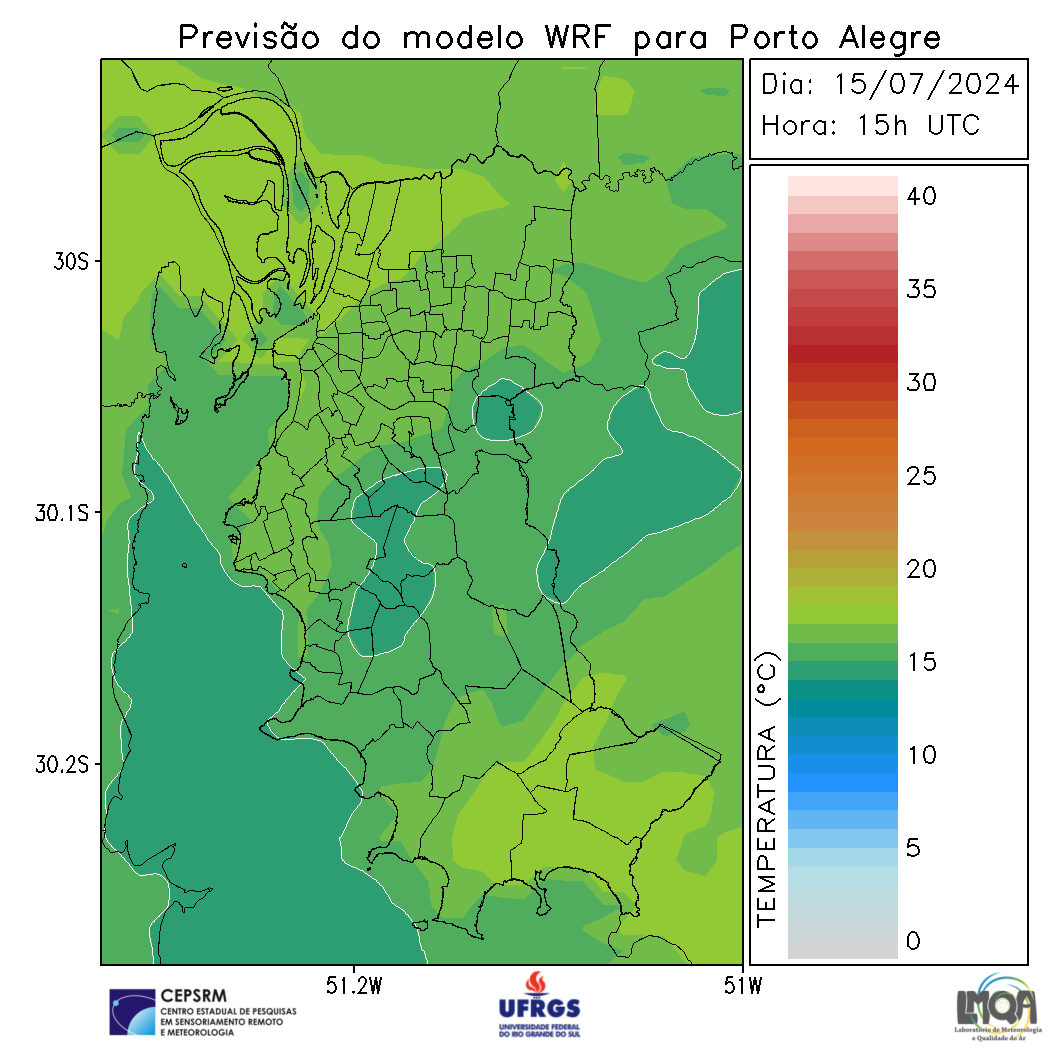 Previsão do modelo WRF para Porto Alegre
Dia: 15/07/2024
Hora: 15h UTC
30S
30.1S
30.2S
51.2W
51W
TEMPERATURA (°C)
40
35
30
25
20
15
10
5
0
CEPSRM
CENTRO ESTADUAL DE PESQUISAS
EM SENSORIAMENTO REMOTO
E METEOROLOGIA
UFRGS
UNIVERSIDADE FEDERAL
DO RIO GRANDE DO SUL
LMQA
Laboratório de Meteorologia
e Qualidade do Ar